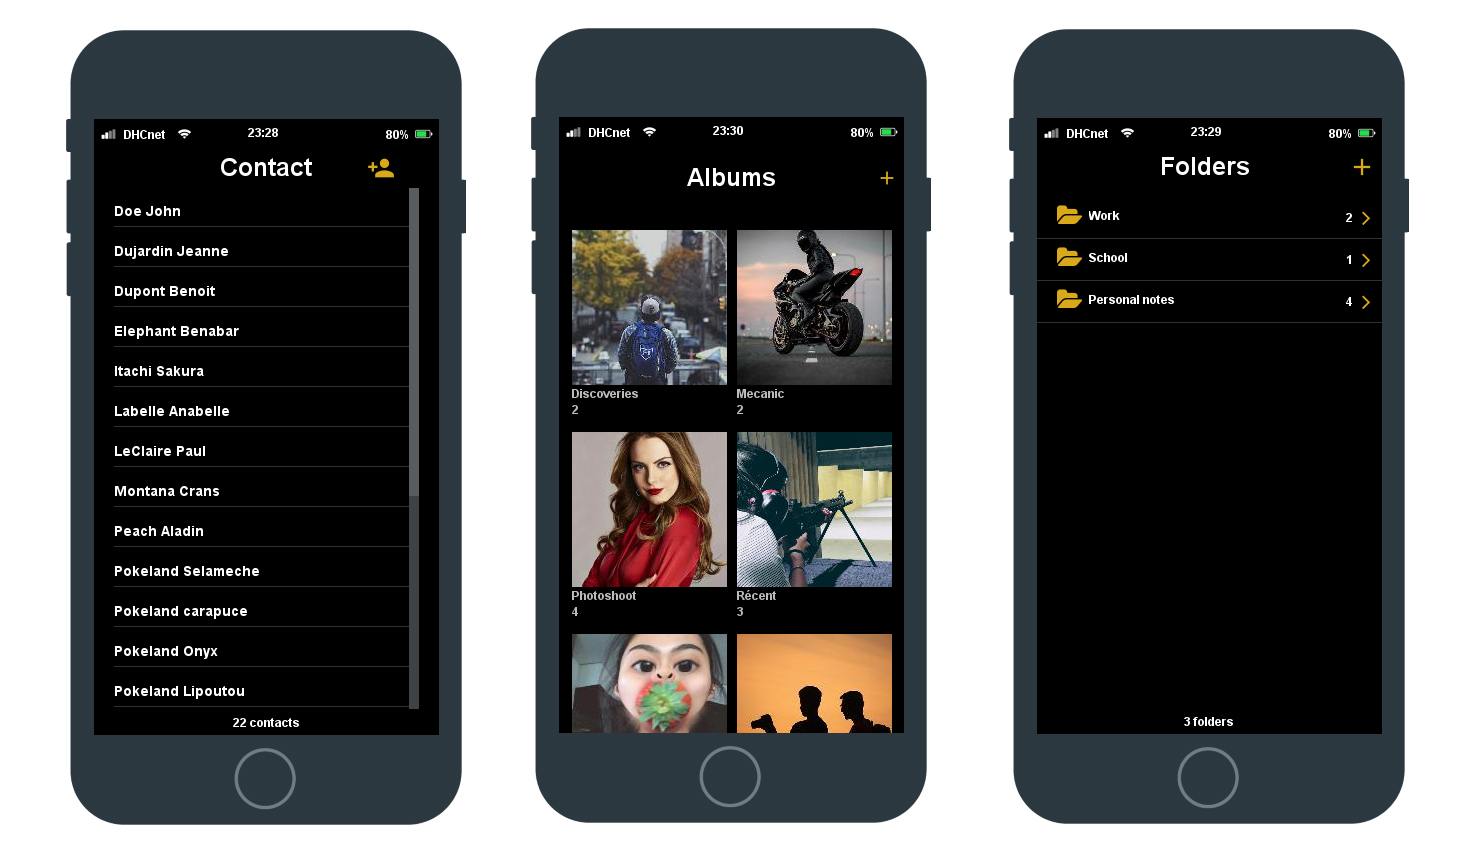 DHCnet 23:28 80%
Contact
Doe John
Dujardin Jeanne
Dupont Benoit
Elephant Benabar
Itachi Sakura
Labelle Anabelle
LeClaire Paul
Montana Crans
Peach Aladin
Pokeland Selameche
Pokeland carapuce
Pokeland Onyx
Pokeland Lipoutou
22 contacts
DHCnet 23:30 80%
Albums
Discoveries
2
Mecanic
2
Photoshoot
4
Récent
3
DHCnet 23:29 80%
Folders
Work 2
School 1
Personal notes 4
3 folders